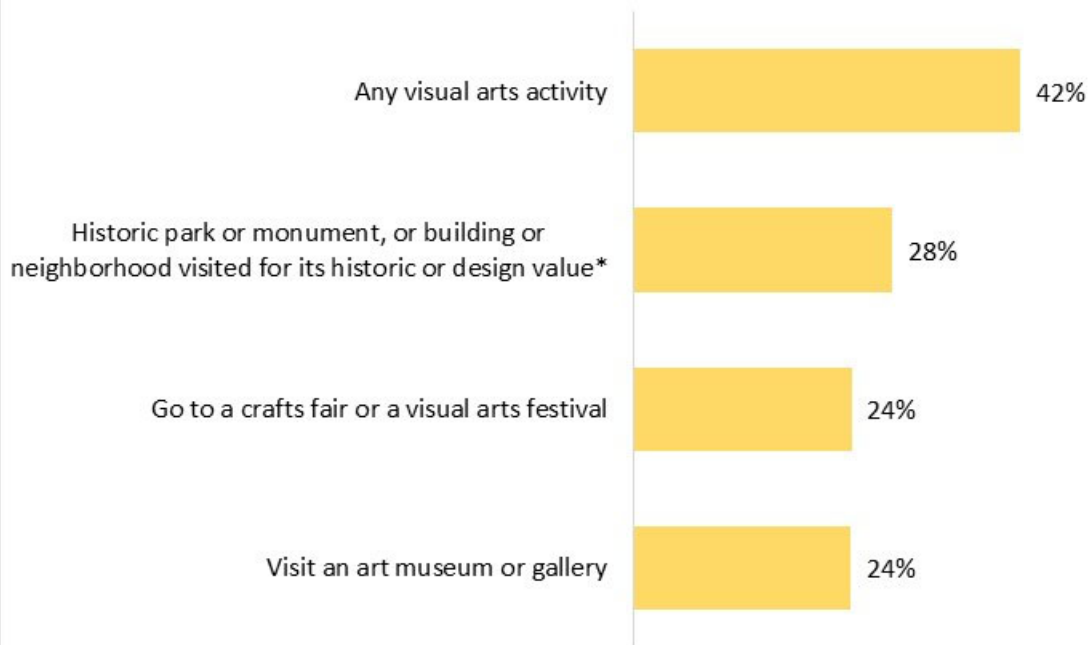 Any visual arts activity
42%
Historic park or monument, or building or
neighborhood visited for its historic or design value*
28%
Go to a crafts fair or a visual arts festival
24%
Visit an art museum or gallery
24%